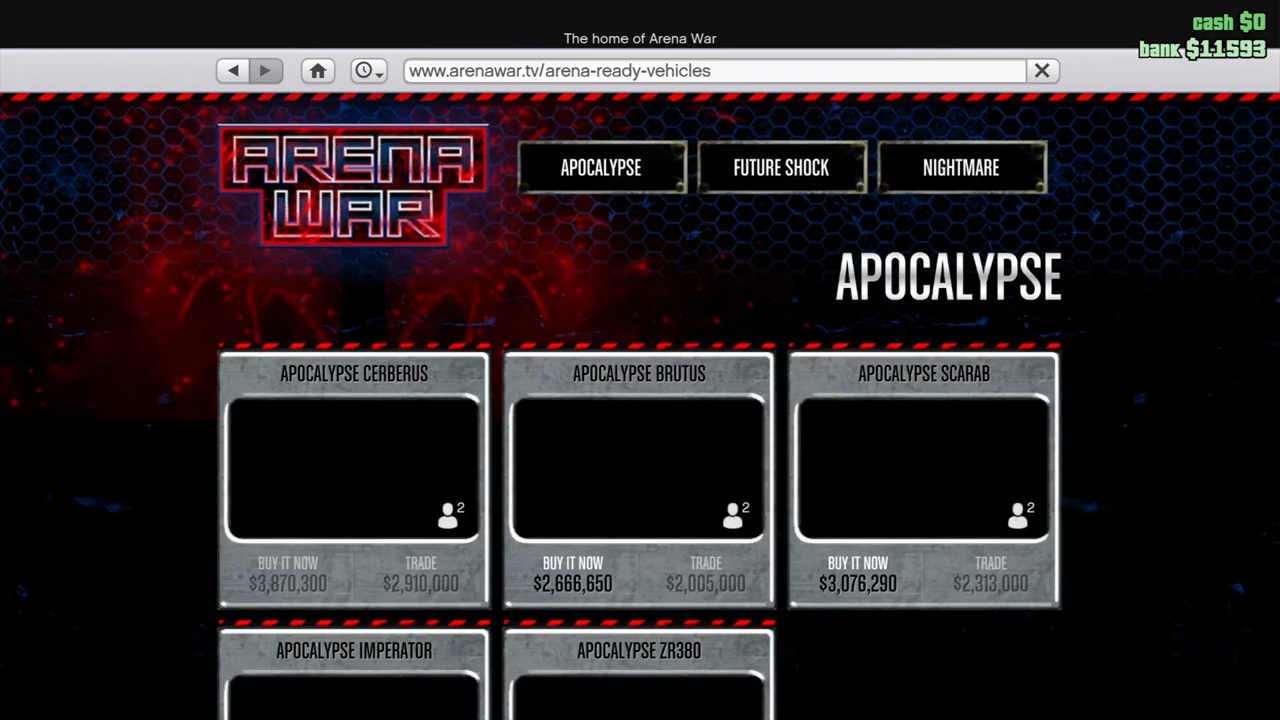 cash $0
The home of Arena War
bank $11593
www.arenawar.tv/arena-ready-vehicles
ARENA
WAR
APOCALYPSE
FUTURE SHOCK
NIGHTMARE
APOCALYPSE
APOCALYPSE CERBERUS
2
BUY IT NOW
$3,870,300
TRADE
$2,910,000
APOCALYPSE BRUTUS
2
BUY IT NOW
$2,666,650
TRADE
$2,005,000
APOCALYPSE SCARAB
2
BUY IT NOW
$3,076,290
TRADE
$2,313,000
APOCALYPSE IMPERATOR
APOCALYPSE ZR380